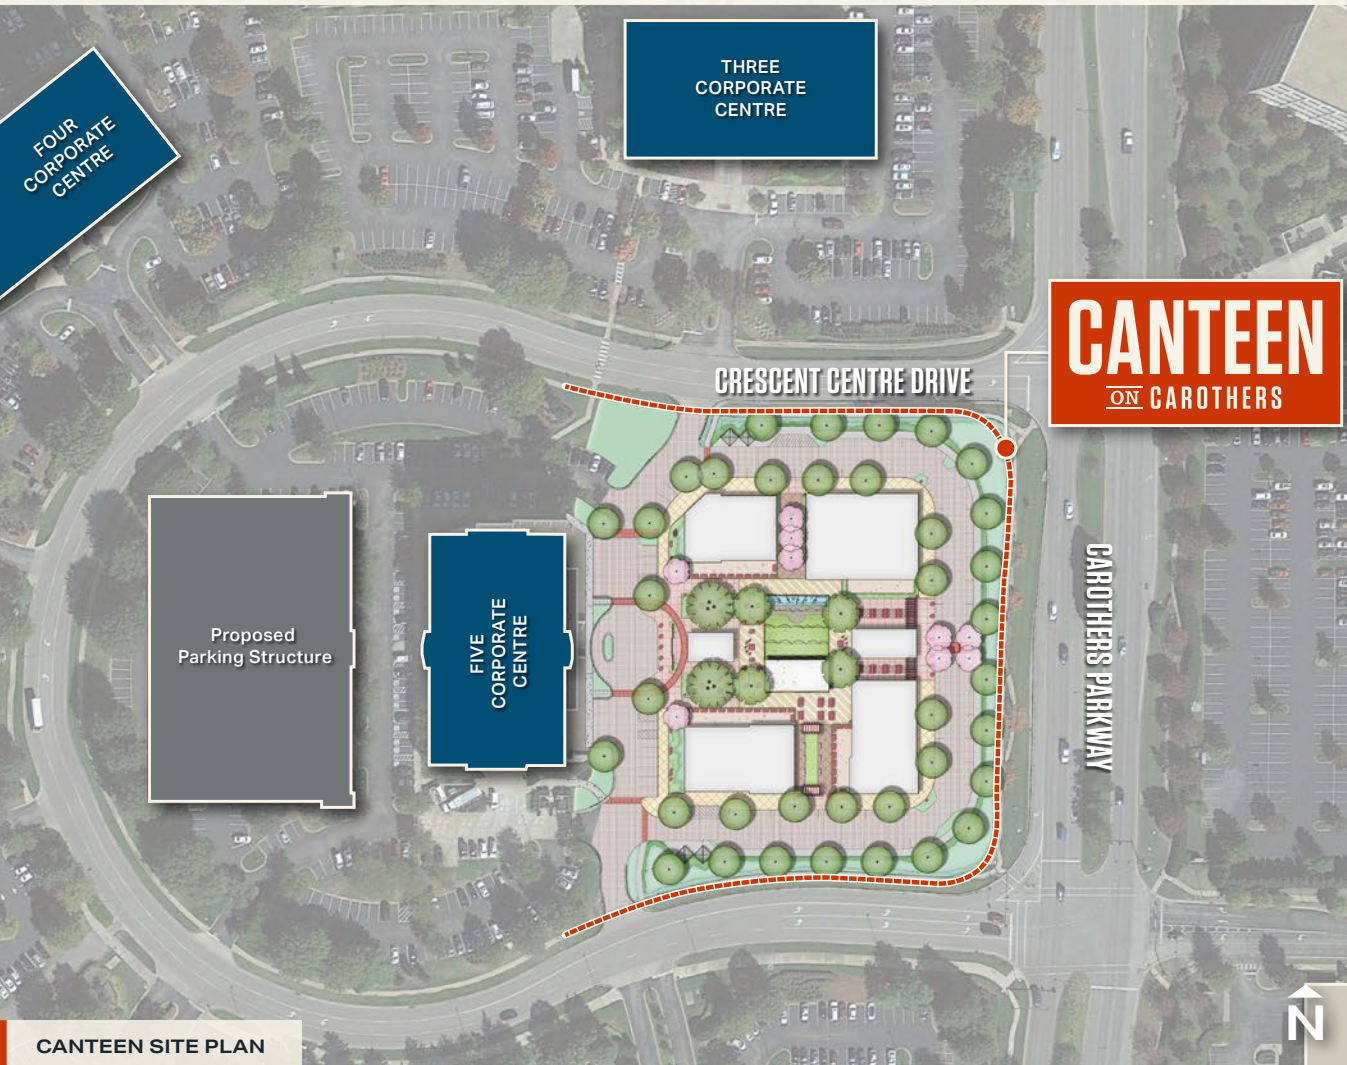 THREE
CORPORATE
CENTRE
FOUR
CORPORATE
CENTRE
CANTEEN
ON CAROTHERS
CRESCENT CENTRE DRIVE
CAROTHERS PARKWAY
Proposed
Parking Structure
FIVE
CORPORATE
CENTRE
N
CANTEEN SITE PLAN